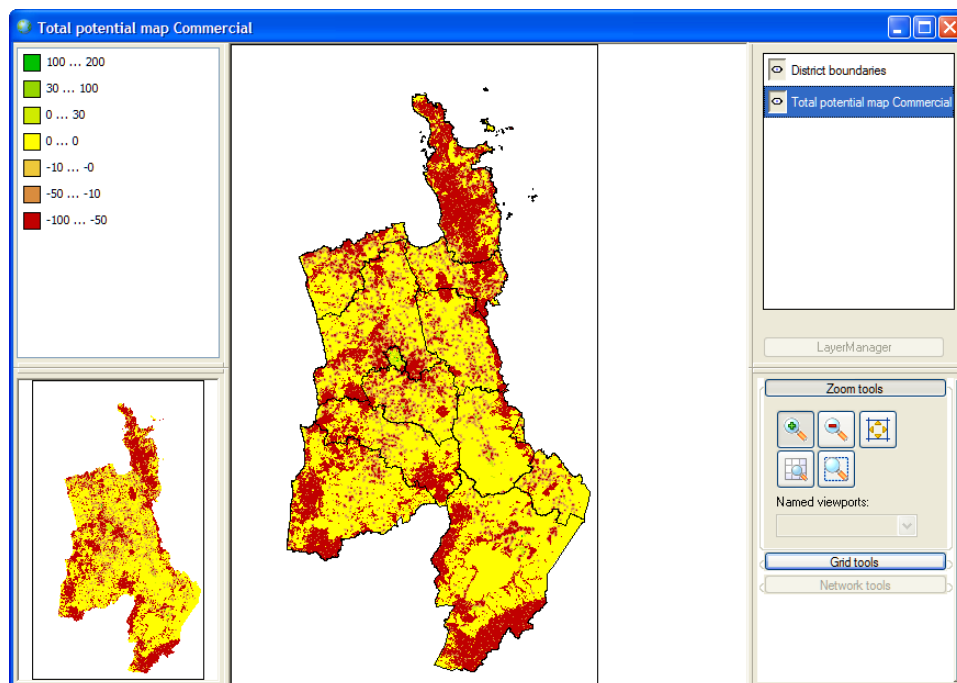 Total potential map Commercial
100 ... 200
30 ... 100
0 ... 30
0 ... 0
-10 ... -0
-50 ... -10
-100 ... -50
District boundaries
Total potential map Commercial
LayerManager
Zoom tools
Named viewports:
Grid tools
Network tools